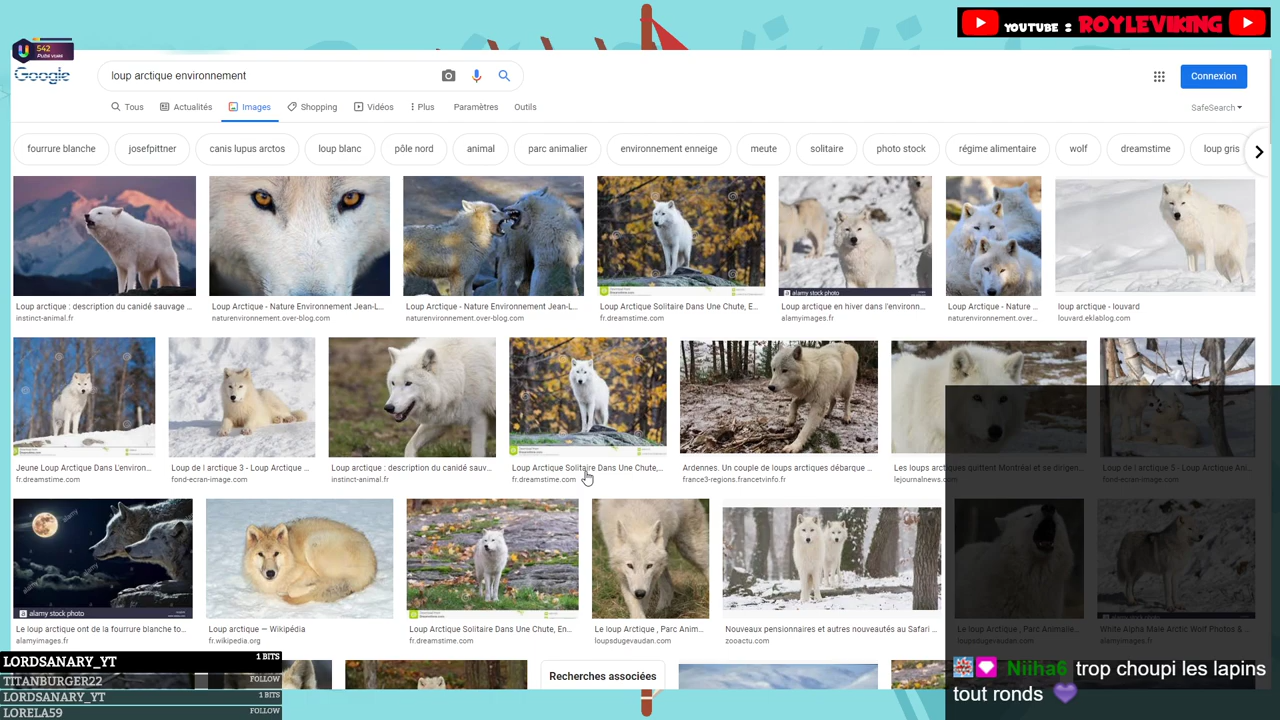 YOUTUBE : ROYLEVIKING
542
PLUTÔT VIOLET
Google
loup arctique environnement
Connexion
Tous Actualités Images Shopping Vidéos Plus Paramètres Outils SafeSearch
fourrure blanche josefpittner canis lupus arctos loup blanc pôle nord animal parc animalier environnement enneige meute solitaire photo stock régime alimentaire wolf dreamstime loup gris
alamy stock photo
Loup arctique : description du canidé sauvage ... Loup Arctique - Nature Environnement Jean-L... Loup Arctique - Nature Environnement Jean-L... Loup Arctique Solitaire Dans Une Chute, E... Loup arctique en hiver dans l'environn... Loup Arctique - Nature ... loup arctique - louvard
instinct-animal.fr naturenvironnement.over-blog.com naturenvironnement.over-blog.com fr.dreamstime.com alamyimages.fr naturenvironnement.over... louvard.eklablog.com
Jeune Loup Arctique Dans L'environ... Loup de l arctique 3 - Loup Arctique ... Loup arctique : description du canidé sauv... Loup Arctique Solitaire Dans Une Chute,... Ardennes. Un couple de loups arctiques débarque ... Les loups arctiques quittent Montréal et se dirigen... Loup de l arctique 5 - Loup Arctique Ani...
fr.dreamstime.com fond-ecran-image.com instinct-animal.fr fr.dreamstime.com france3-regions.francetvinfo.fr lejournalnews.com fond-ecran-image.com
alamy stock photo
Le loup arctique ont de la fourrure blanche to... Loup arctique — Wikipédia Loup Arctique Solitaire Dans Une Chute, En... Le loup Arctique , Parc Anim... Nouveaux pensionnaires et autres nouveautés au Safari ... Le loup Arctique , Parc Animalie... White Alpha Male Arctic Wolf Photos & ...
alamyimages.fr fr.wikipedia.org fr.dreamstime.com loupsdugevaudan.com zooactu.com loupsdugevaudan.com alamyimages.fr
Recherches associées
LORDSANARY_YT 1 BITS
TITANBURGER22 FOLLOW
LORDSANARY_YT 1 BITS
LORELA59 FOLLOW
Niiha6 trop choupi les lapins
tout ronds